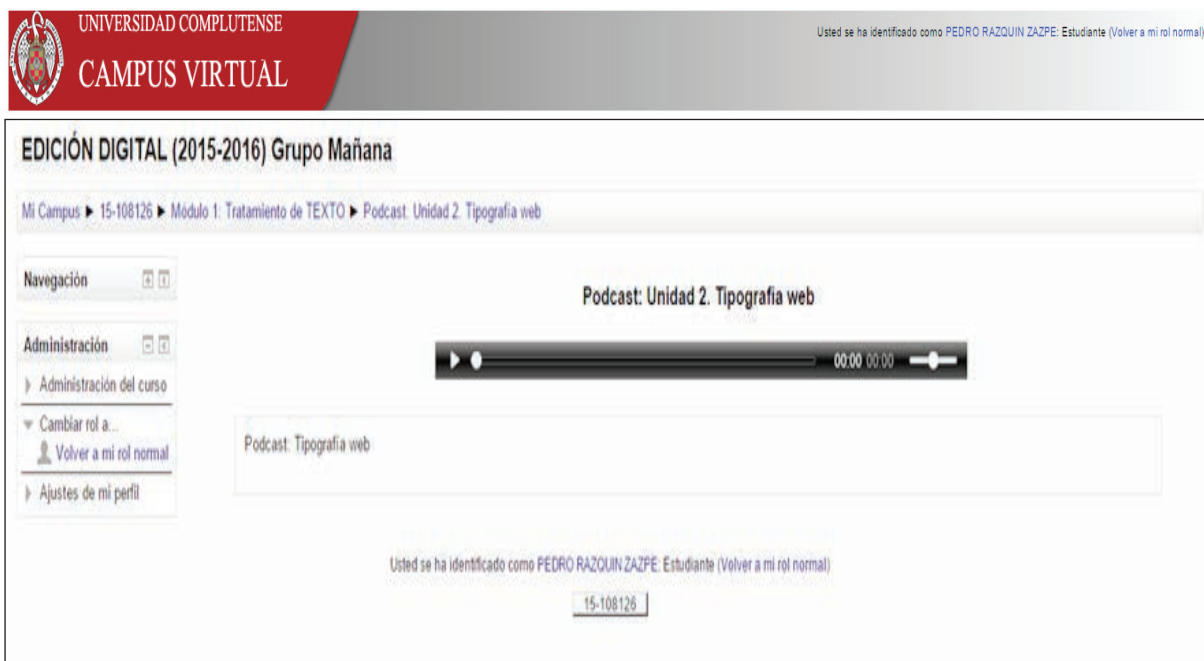 UNIVERSIDAD COMPLUTENSE
CAMPUS VIRTUAL
Usted se ha identificado como PEDRO RAZQUIN ZAZPE: Estudiante (Volver a mi rol normal)
EDICIÓN DIGITAL (2015-2016) Grupo Mañana
Mi Campus ► 15-108126 ► Módulo 1: Tratamiento de TEXTO ► Podcast: Unidad 2. Tipografía web
Navegación
Administración
Administración del curso
Cambiar rol a...
Volver a mi rol normal
Ajustes de mi perfil
Podcast: Unidad 2. Tipografía web
00:00 00:00
Podcast: Tipografía web
Usted se ha identificado como PEDRO RAZQUIN ZAZPE: Estudiante (Volver a mi rol normal)
15-108126